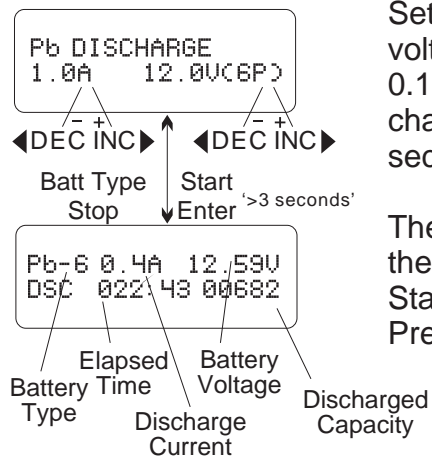 Pb DISCHARGE
1.0A 12.0V(6P)
- +
- +
◀DEC INC▶
◀DEC INC▶
Batt Type
Stop
Start
Enter
'>3 seconds'
Pb-6 0.4A 12.59V
DSC 022:43 00682
Elapsed
Time
Battery
Voltage
Battery
Type
Discharge
Current
Discharged
Capacity
Set
volt
0.1
cha
sec
The
the
Sta
Pre